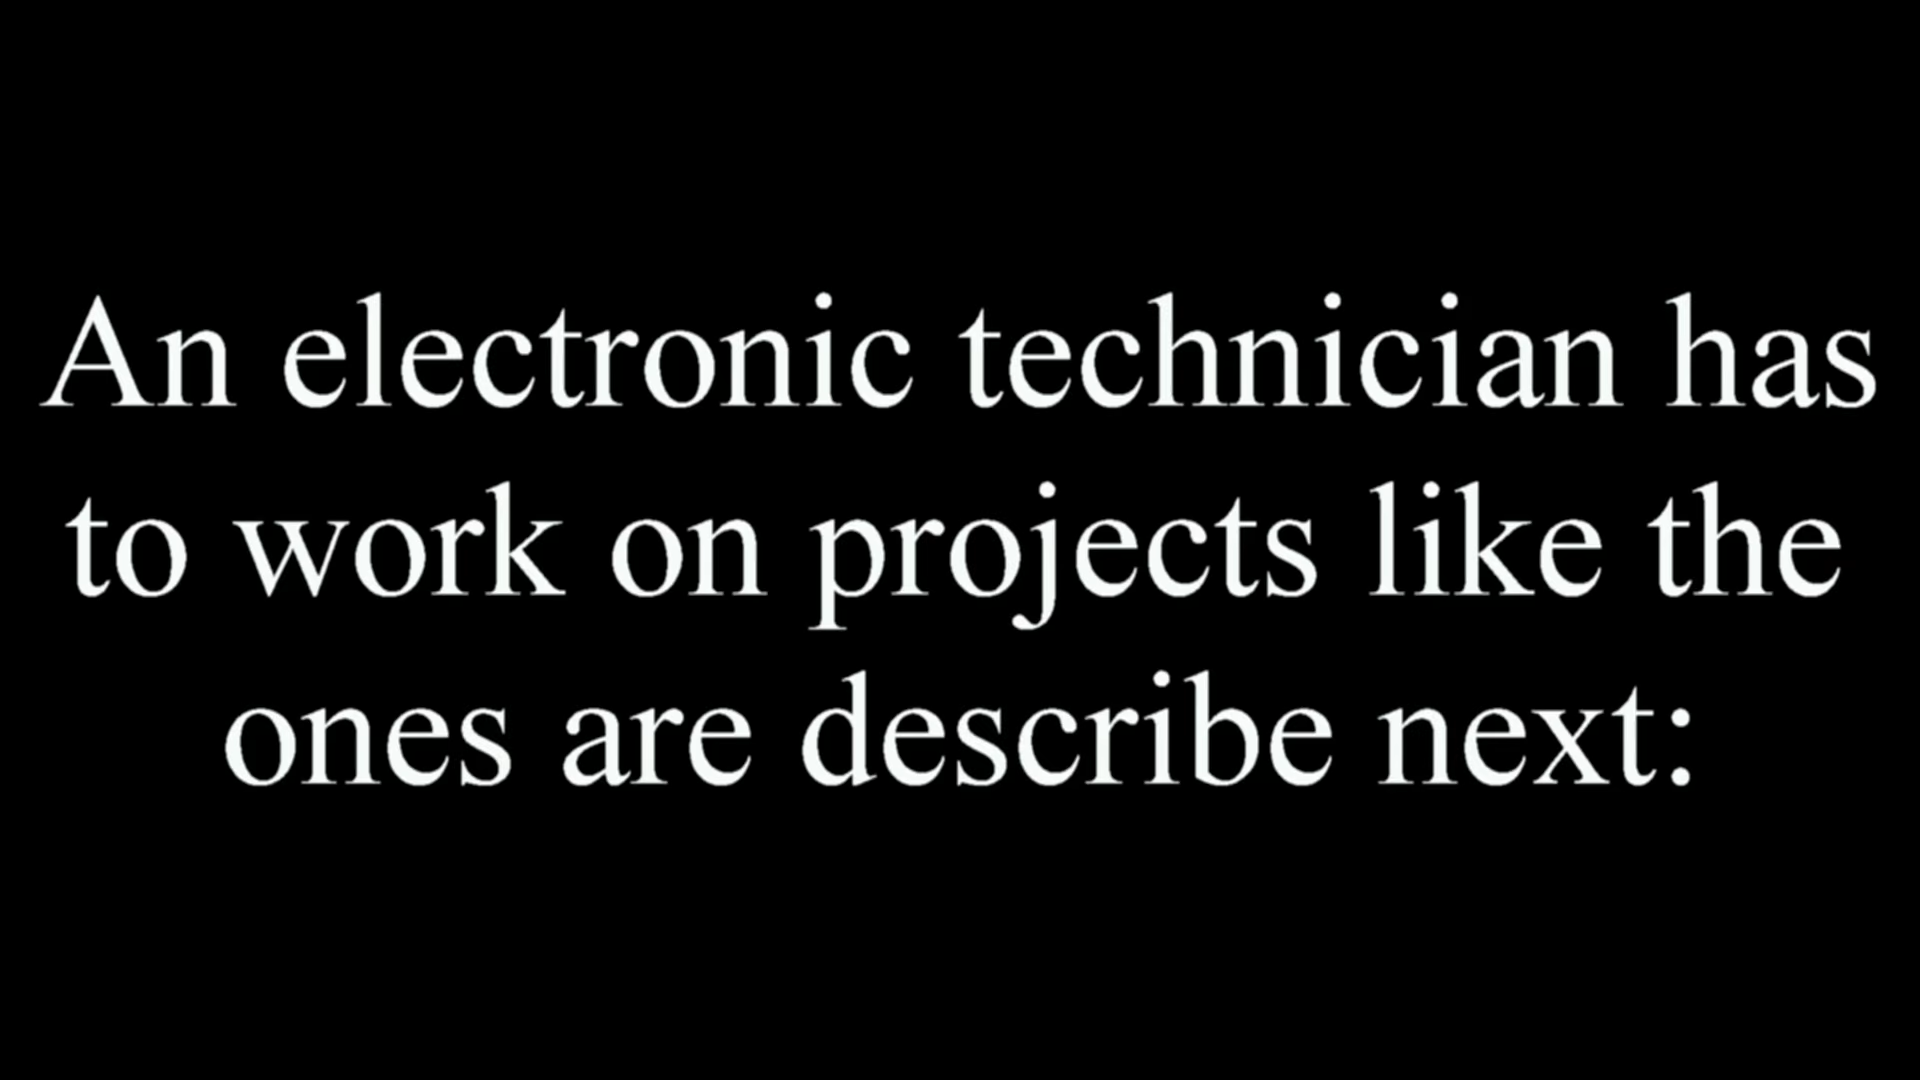 An electronic technician has
to work on projects like the
ones are describe next: